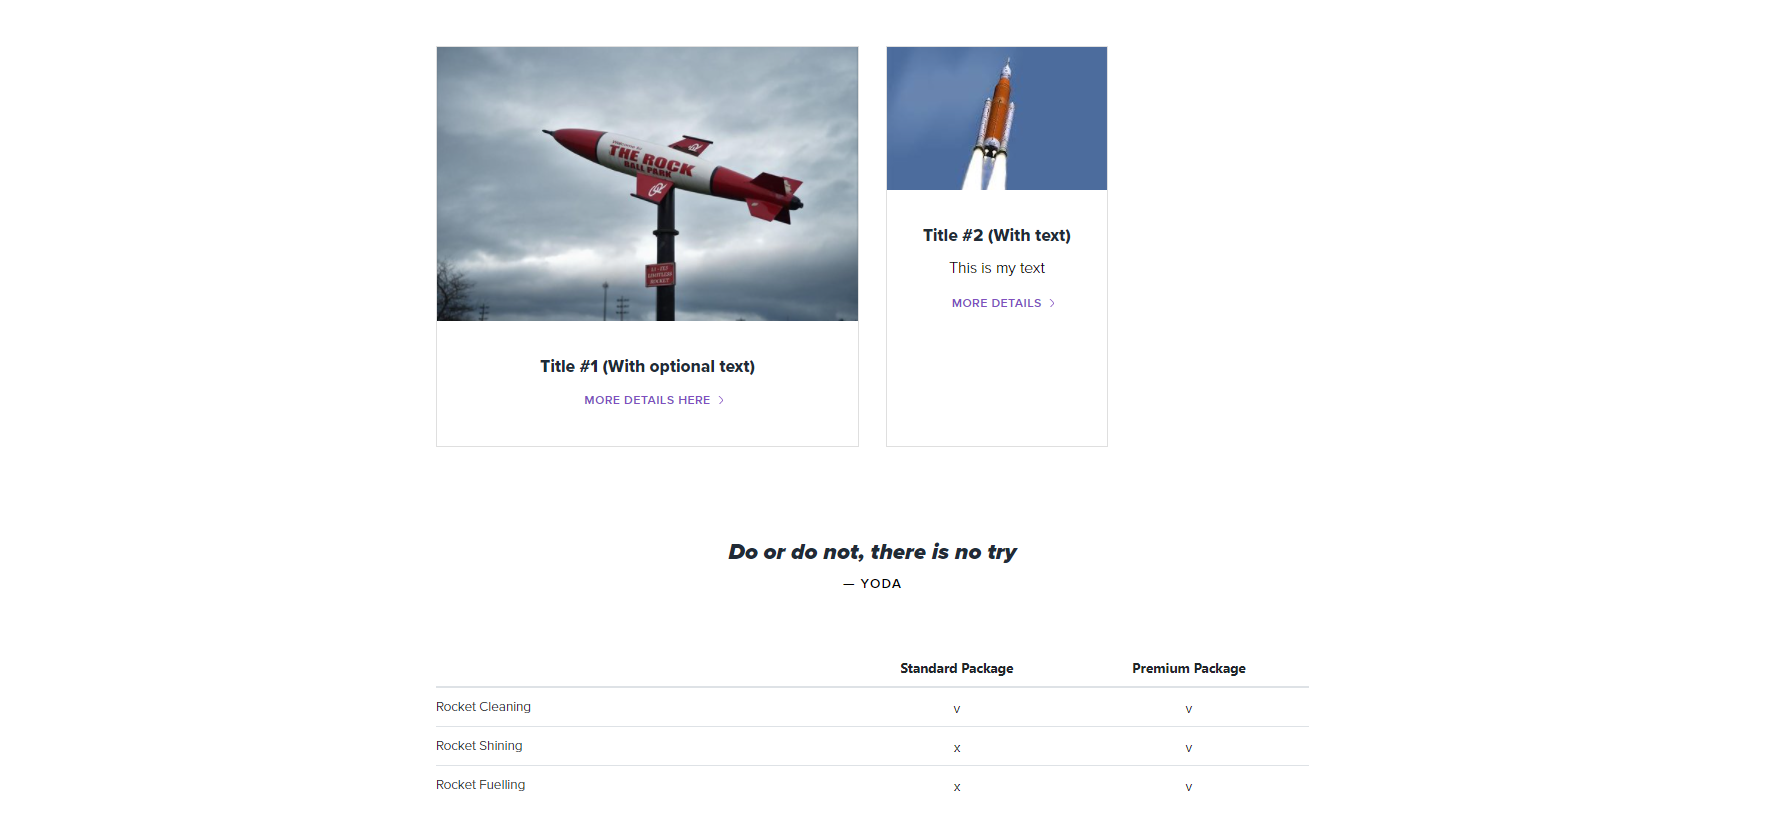 THE ROCK
BALL PARK
Title #1 (With optional text)
MORE DETAILS HERE
Title #2 (With text)
This is my text
MORE DETAILS
Do or do not, there is no try
— YODA
Standard Package Premium Package
Rocket Cleaning v v
Rocket Shining x v
Rocket Fuelling x v